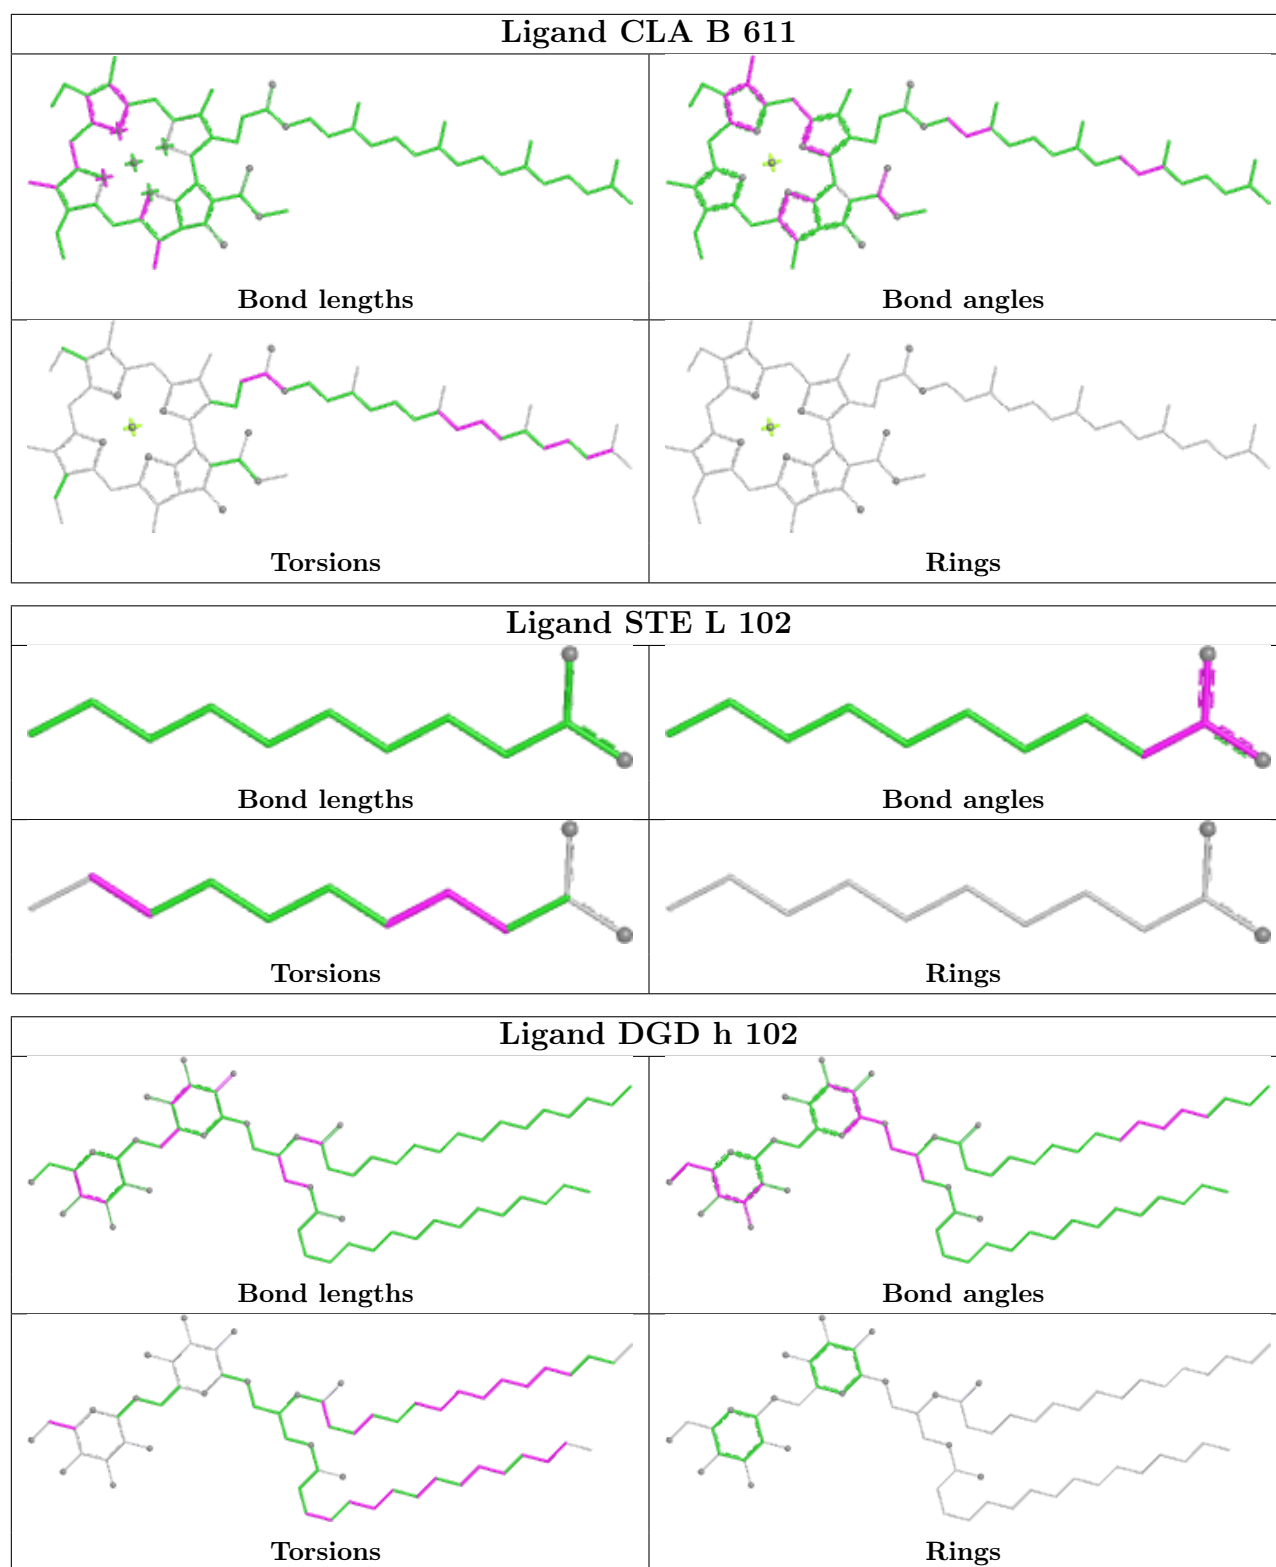 Ligand CLA B 611
Bond lengths
Bond angles
Torsions
Rings
Ligand STE L 102
Bond lengths
Bond angles
Torsions
Rings
Ligand DGD h 102
Bond lengths
Bond angles
Torsions
Rings